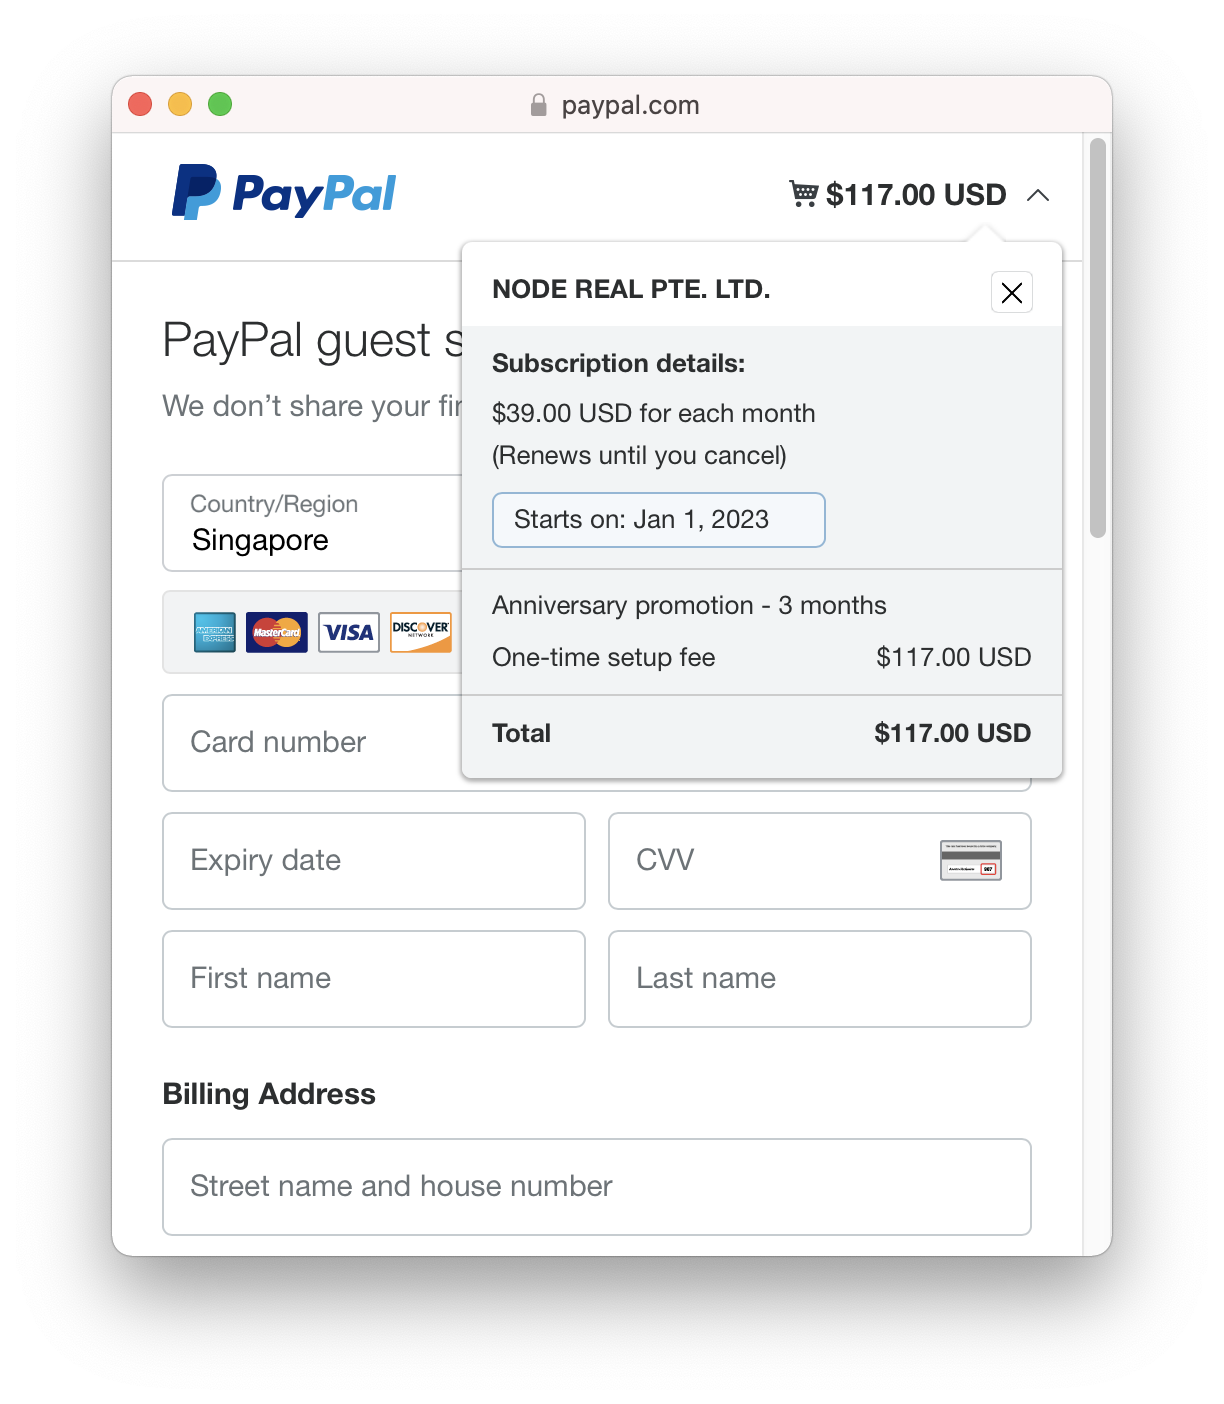 paypal.com
PayPal
$117.00 USD
NODE REAL PTE. LTD.
Subscription details:
$39.00 USD for each month
(Renews until you cancel)
Starts on: Jan 1, 2023
Anniversary promotion - 3 months
One-time setup fee $117.00 USD
Total $117.00 USD
PayPal guest s
We don’t share your fin
Country/Region
Singapore
AMERICAN EXPRESS MasterCard VISA DISCOVER NETWORK
Card number
Expiry date CVV
987
First name Last name
Billing Address
Street name and house number